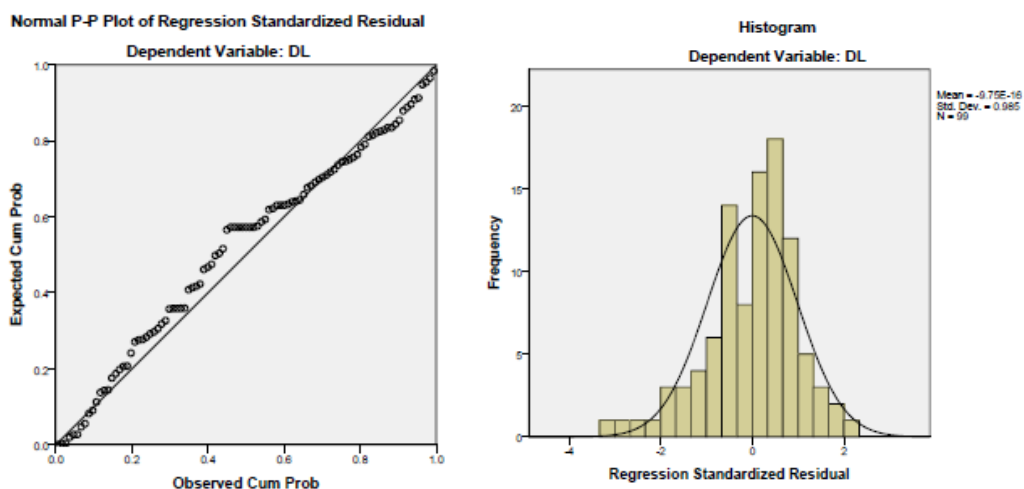 Normal P-P Plot of Regression Standardized Residual
Dependent Variable: DL
1.0
0.8
0.6
0.4
0.2
0.0
Expected Cum Prob
0.0 0.2 0.4 0.6 0.8 1.0
Observed Cum Prob
Histogram
Dependent Variable: DL
20
15
10
5
0
Frequency
-4 -2 0 2
Regression Standardized Residual
Mean = -9.75E-16
Std. Dev. = 0.985
N = 99